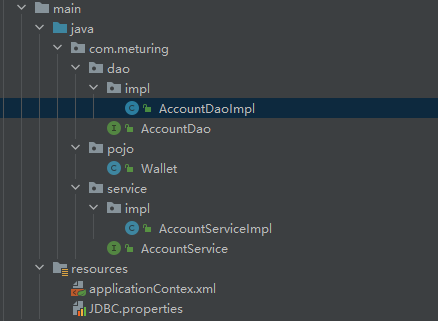 main
java
com.meturing
dao
impl
AccountDaoImpl
AccountDao
pojo
Wallet
service
impl
AccountServiceImpl
AccountService
resources
applicationContex.xml
JDBC.properties